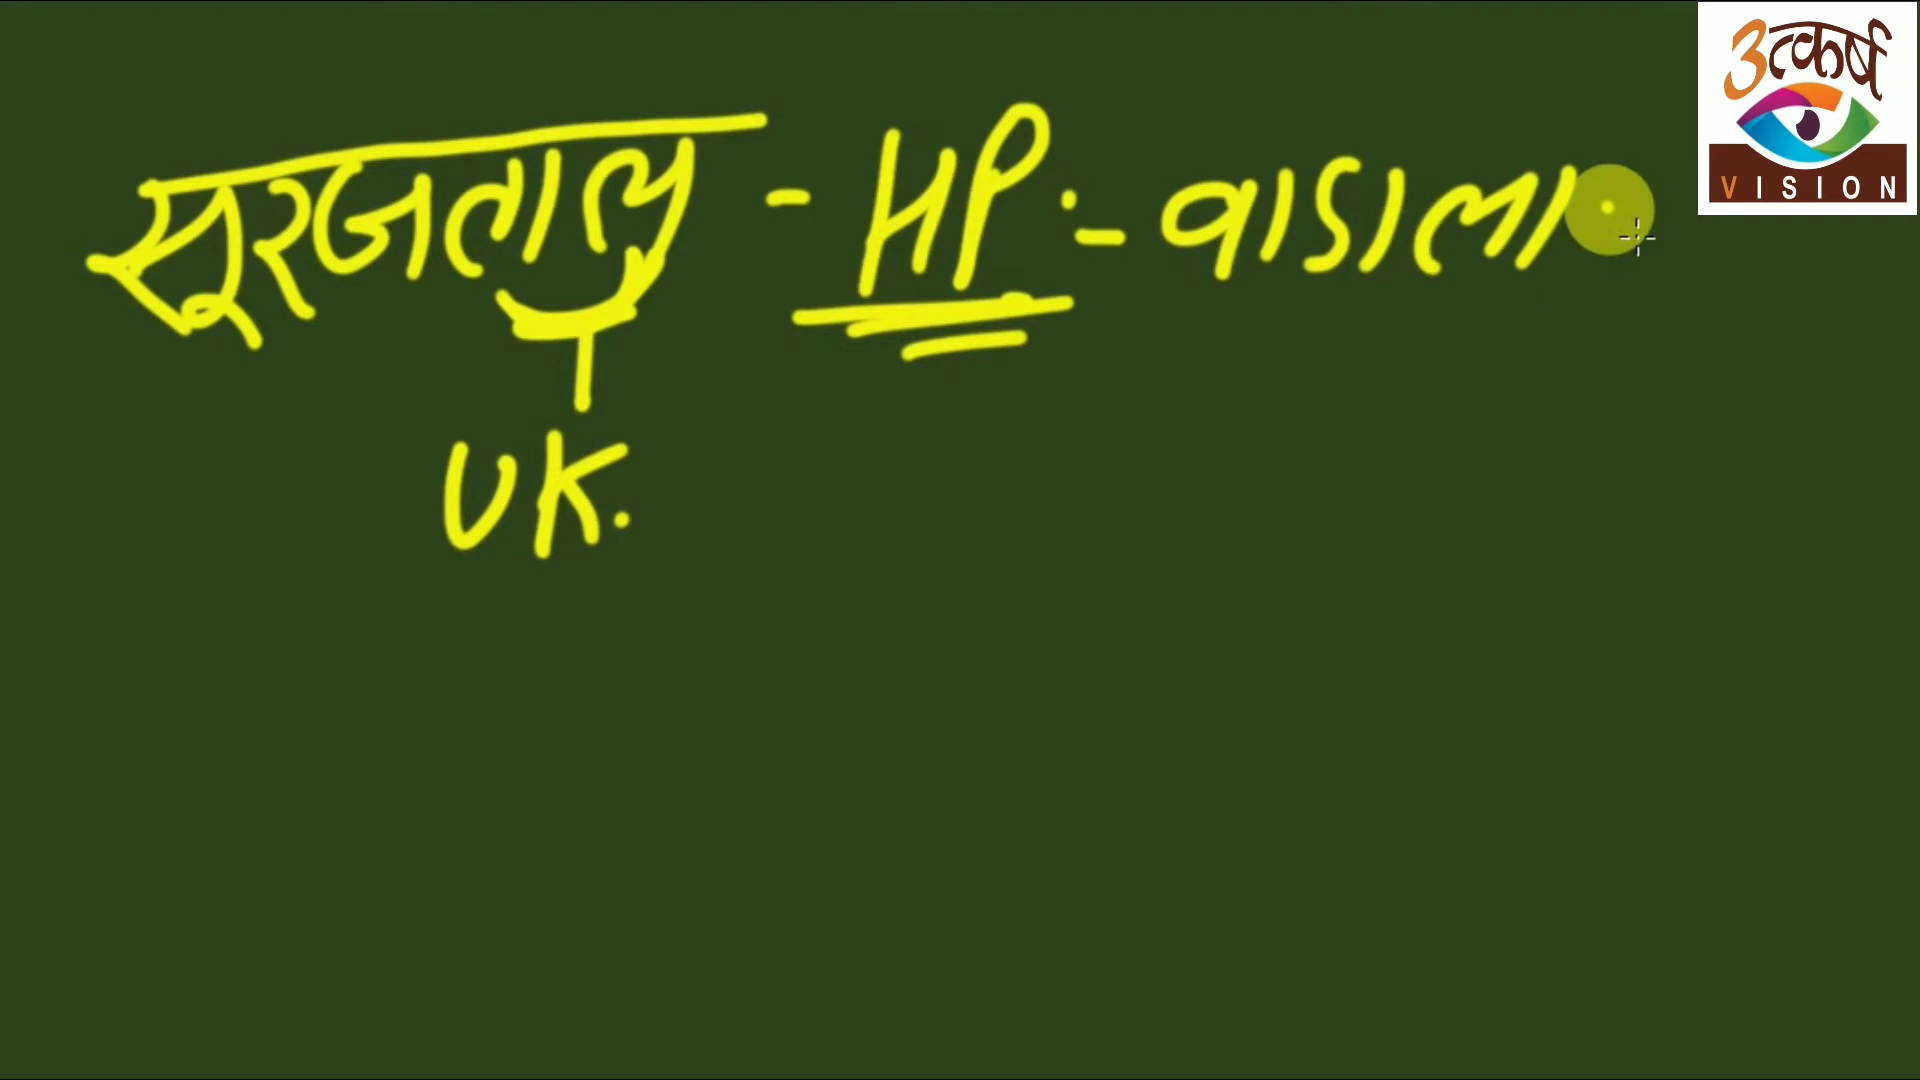 सूरजताल - HP :- वाडाला
UK.
उत्कर्ष
VISION